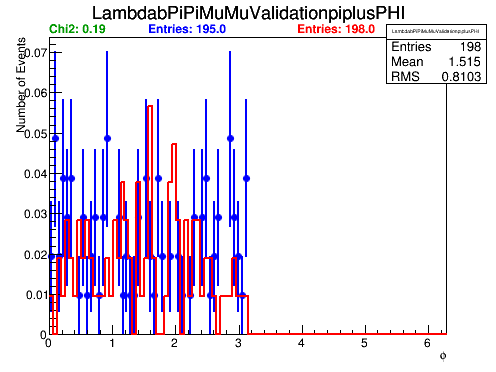 LambdabPiPiMuMuValidationpiplusPHI
Chi2: 0.19 Entries: 195.0 Entries: 198.0
LambdabPiPiMuMuValidationpiplusPHI
Entries 198
Mean 1.515
RMS 0.8103
Number of Events
0.07
0.06
0.05
0.04
0.03
0.02
0.01
0
0 1 2 3 4 5 6
ϕ